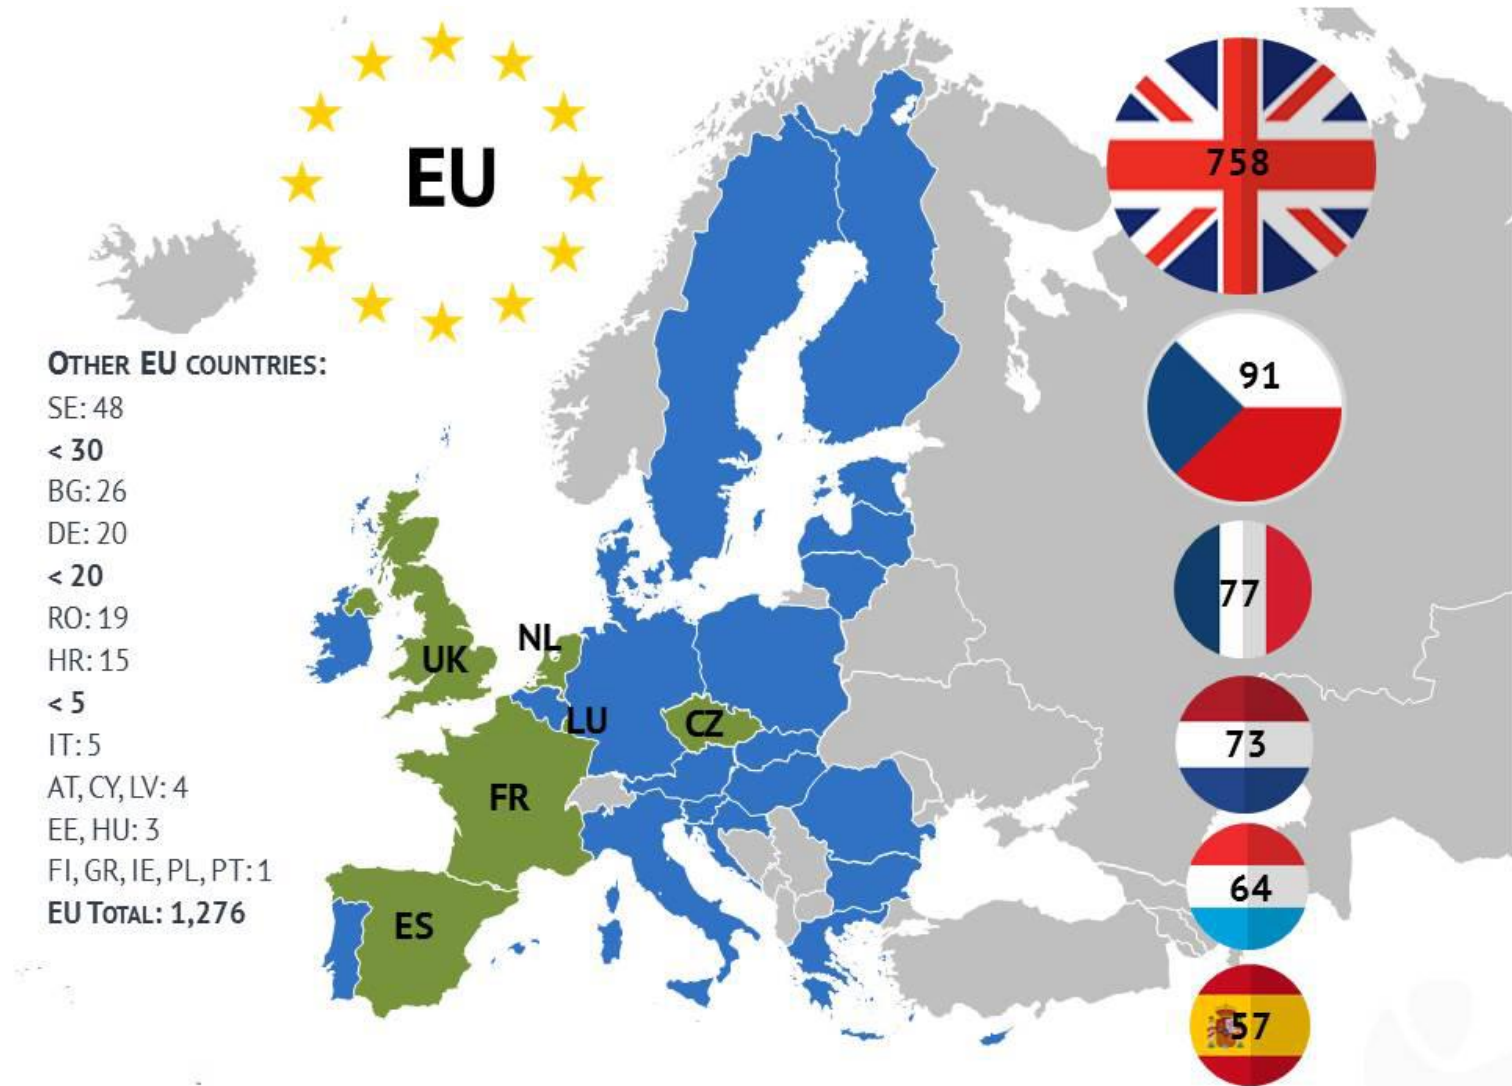 EU
OTHER EU COUNTRIES:
SE: 48
< 30
BG: 26
DE: 20
< 20
RO: 19
HR: 15
< 5
IT: 5
AT, CY, LV: 4
EE, HU: 3
FI, GR, IE, PL, PT: 1
EU TOTAL: 1,276
UK
NL
LU
CZ
FR
ES
758
91
77
73
64
57